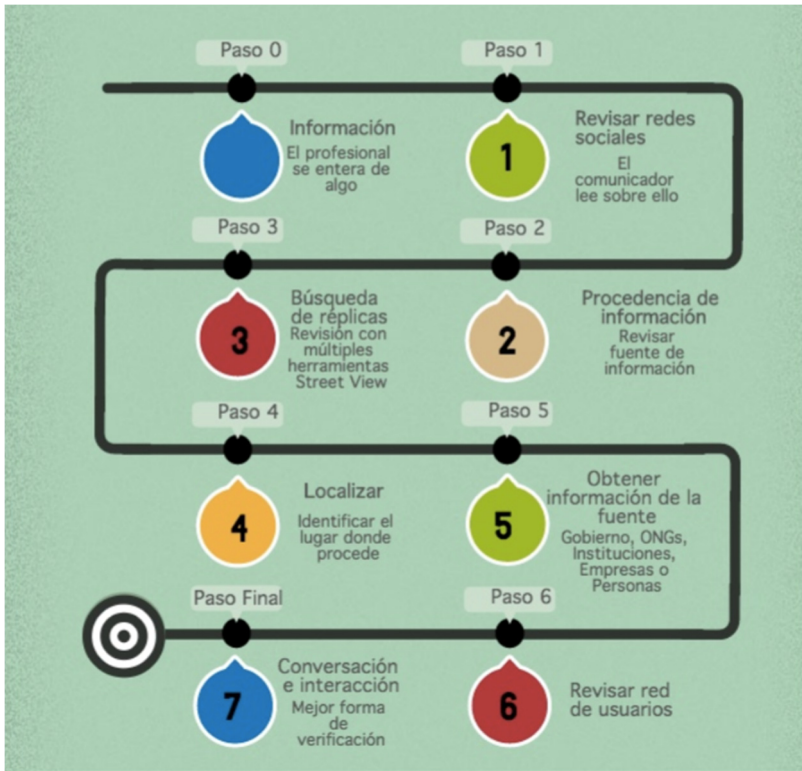 Paso 0
Información
El profesional
se entera de
algo
Paso 1
1
Revisar redes
sociales
El
comunicador
lee sobre ello
Paso 2
2
Procedencia de
información
Revisar
fuente de
información
Paso 3
3
Búsqueda
de réplicas
Revisión con
múltiples
herramientas
Street View
Paso 4
4
Localizar
Identificar el
lugar donde
procede
Paso 5
5
Obtener
información de la
fuente
Gobierno, ONGs,
Instituciones,
Empresas o
Personas
Paso 6
6
Revisar red
de usuarios
Paso Final
7
Conversación
e interacción
Mejor forma
de
verificación